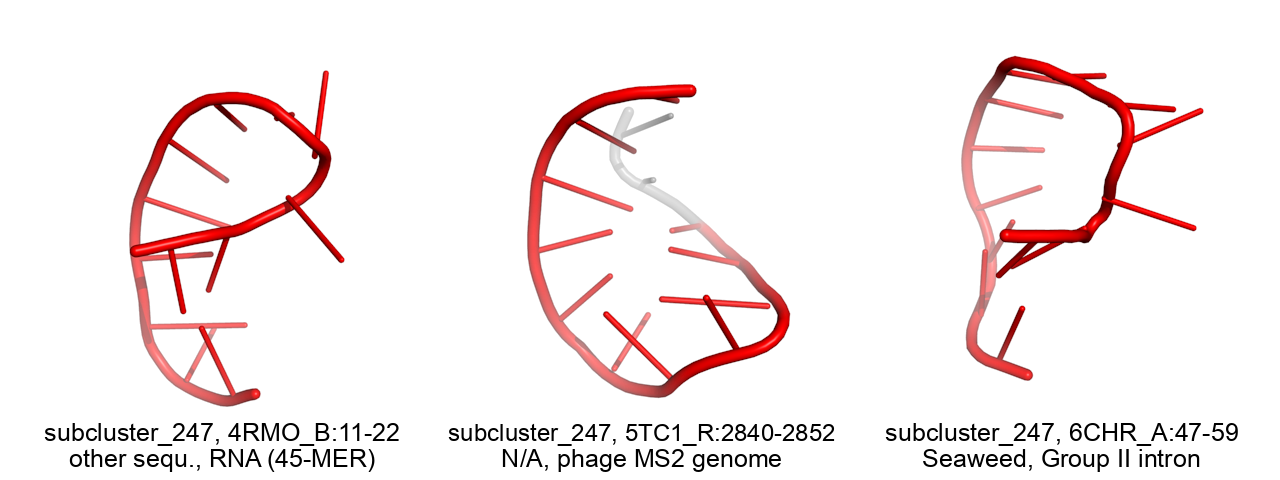 subcluster_247, 4RMO_B:11-22
other sequ., RNA (45-MER)
subcluster_247, 5TC1_R:2840-2852
N/A, phage MS2 genome
subcluster_247, 6CHR_A:47-59
Seaweed, Group II intron